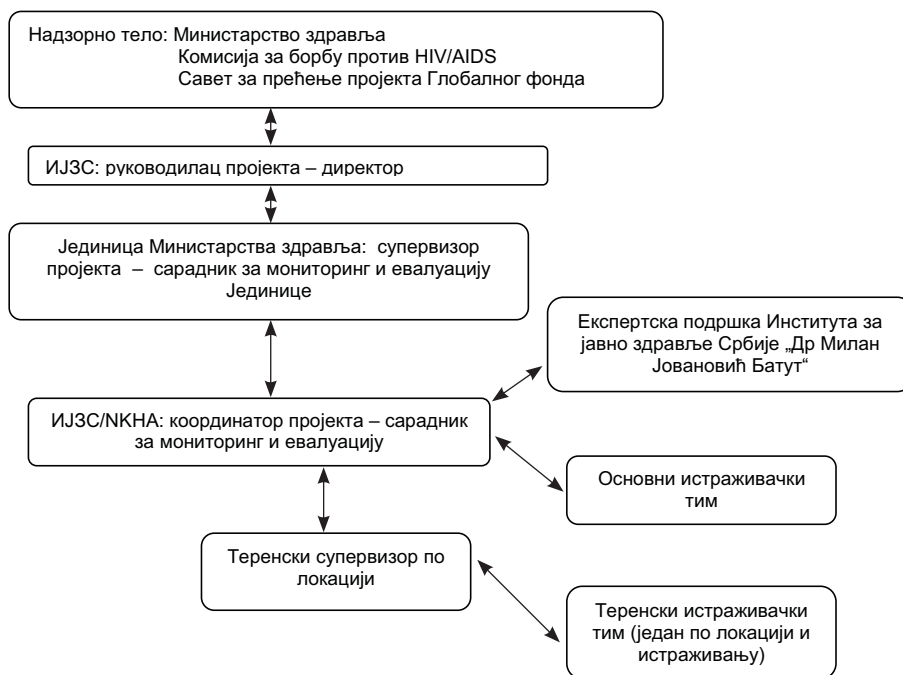 Надзорно тело: Министарство здравља
Комисија за борбу против HIV/AIDS
Савет за прећење пројекта Глобалног фонда
ИЈЗС: руководилац пројекта – директор
Јединица Министарства здравља: супервизор
пројекта – сарадник за мониторинг и евалуацију
Јединице
Експертска подршка Института за
јавно здравље Србије „Др Милан
Јовановић Батут“
ИЈЗС/NKHA: координатор пројекта – сарадник
за мониторинг и евалуацију
Основни истраживачки
тим
Теренски супервизор по
локацији
Теренски истраживачки
тим (један по локацији и
истраживању)